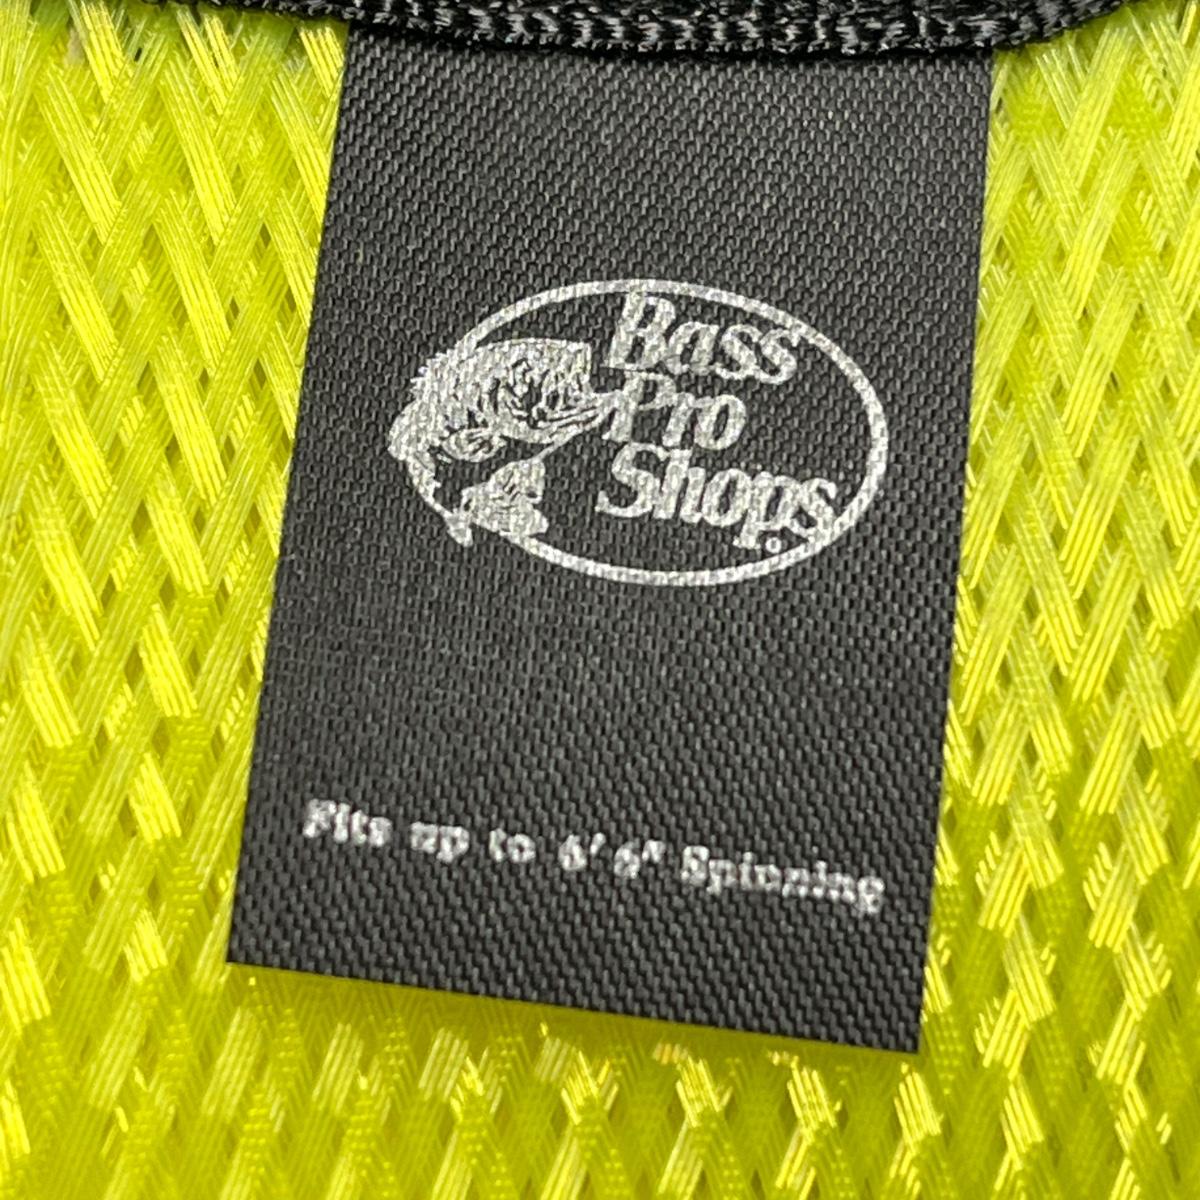 Bass
Pro
Shops
Fits up to 6' 6" Spinning